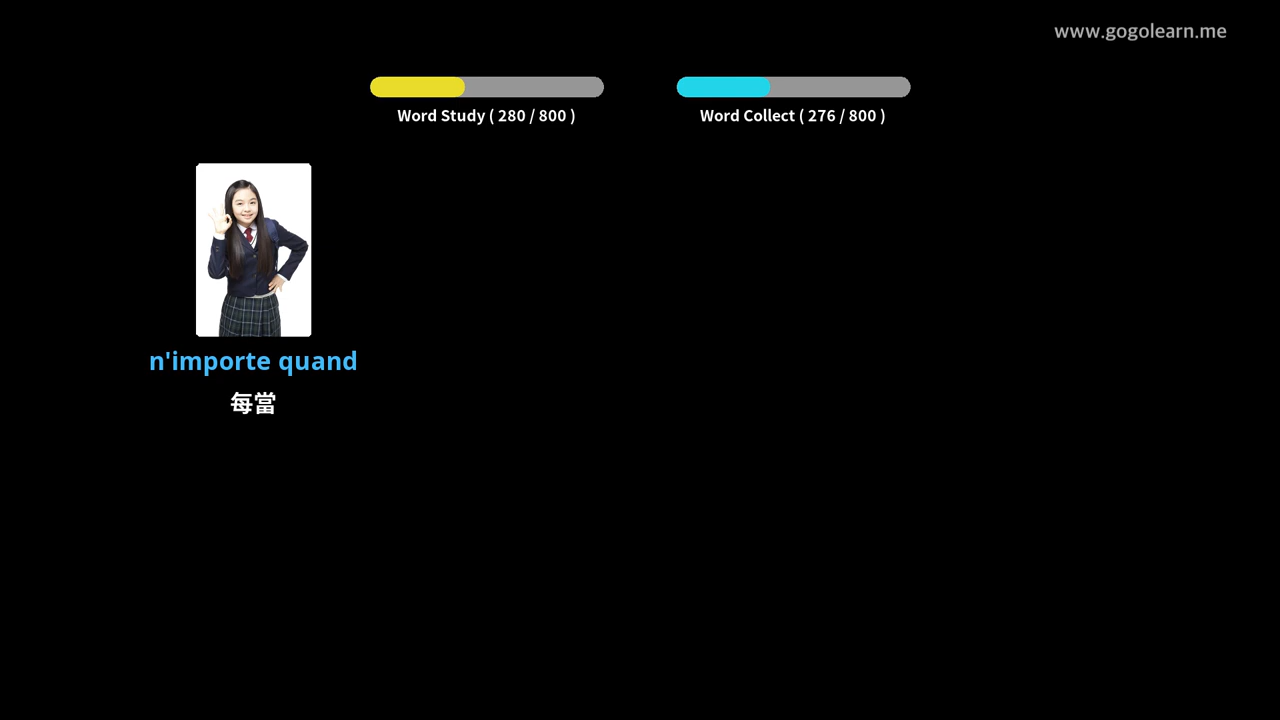 www.gogolearn.me
Word Study ( 280 / 800 )
Word Collect ( 276 / 800 )
n'importe quand
每當